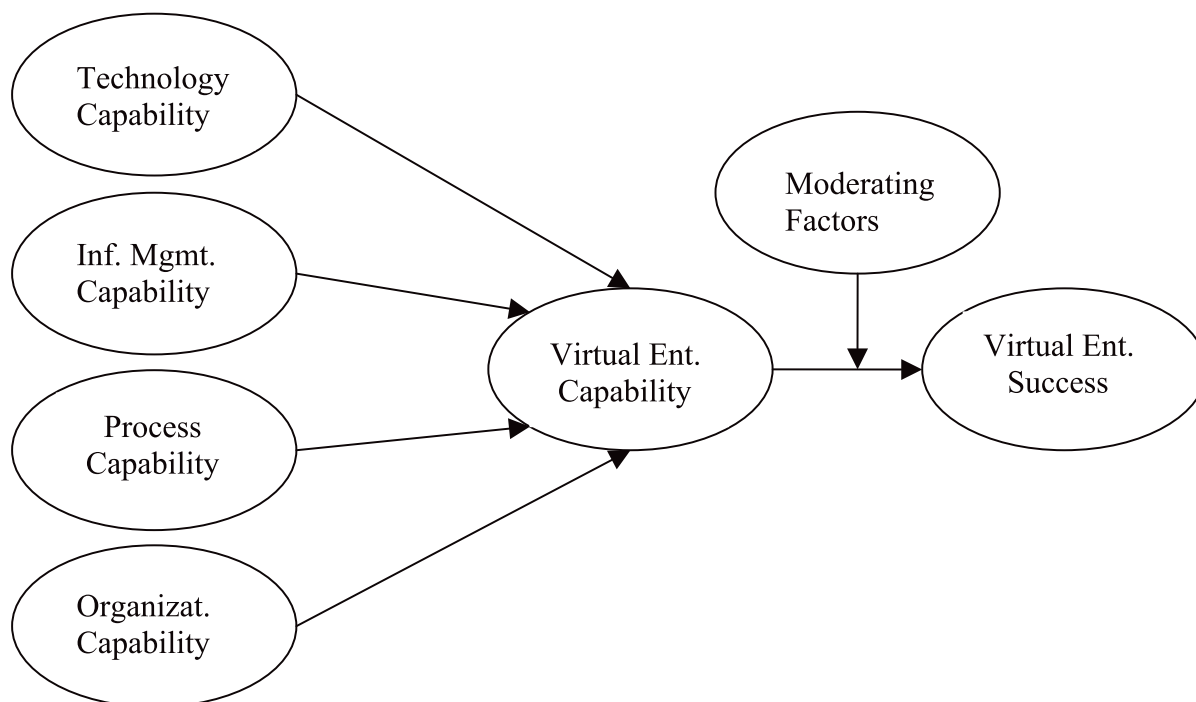 Technology
Capability
Inf. Mgmt.
Capability
Process
Capability
Organizat.
Capability
Virtual Ent.
Capability
Moderating
Factors
Virtual Ent.
Success